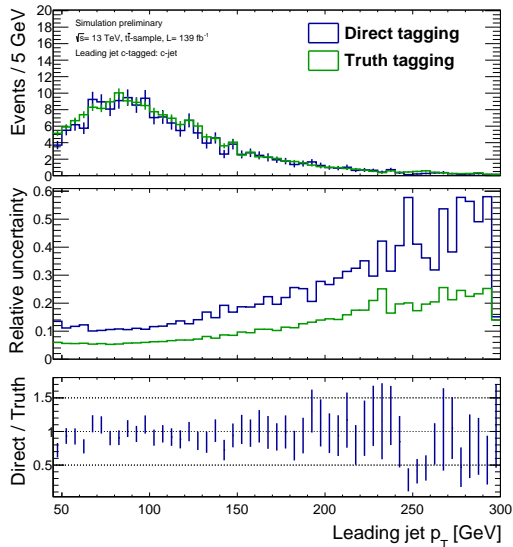 Simulation preliminary
√s= 13 TeV, tt̄-sample, L= 139 fb⁻¹
Leading jet c-tagged: c-jet
Direct tagging
Truth tagging
Events / 5 GeV
20
18
16
14
12
10
8
6
4
2
0
Relative uncertainty
0.6
0.5
0.4
0.3
0.2
0.1
0
Direct / Truth
1.5
1
0.5
50 100 150 200 250 300
Leading jet p_T [GeV]